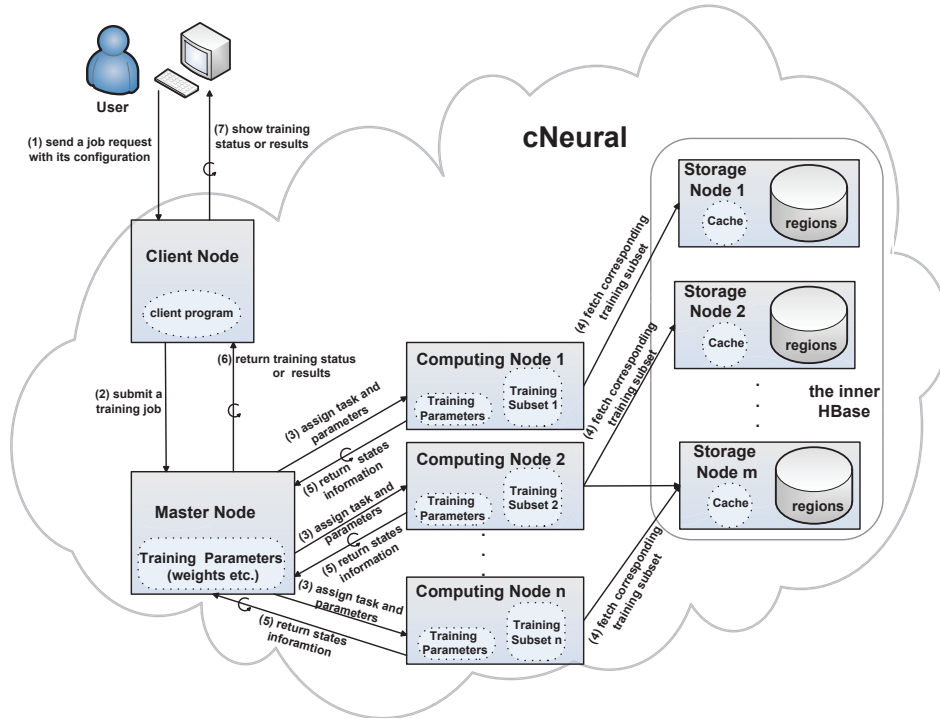 User
(1) send a job request
with its configuration
(7) show training
status or results
cNeural
Client Node
client program
(2) submit a
training job
(6) return training status
or results
Master Node
Training Parameters
(weights etc.)
(3) assign task and
parameters
(5) return states
information
(3) assign task and
parameters
(5) return states
information
(3) assign task and
parameters
(5) return states
inforamtion
Computing Node 1
Training
Parameters
Training
Subset 1
Computing Node 2
Training
Parameters
Training
Subset 2
Computing Node n
Training
Parameters
Training
Subset n
(4) fetch corresponding
training subset
(4) fetch corresponding
training subset
(4) fetch corresponding
training subset
Storage
Node 1
Cache
regions
Storage
Node 2
Cache
regions
the inner
HBase
Storage
Node m
Cache
regions